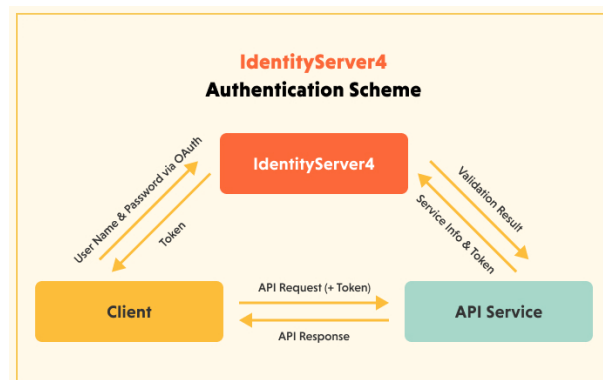 IdentityServer4
Authentication Scheme
IdentityServer4
User Name & Password via OAuth
Token
Validation Result
Service Info & Token
Client
API Request (+ Token)
API Response
API Service